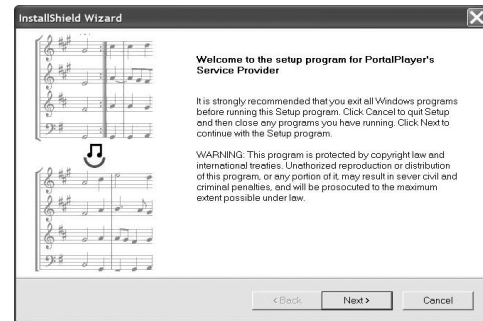 InstallShield Wizard
Welcome to the setup program for PortalPlayer's
Service Provider
It is strongly recommended that you exit all Windows programs
before running this Setup program. Click Cancel to quit Setup
and then close any programs you have running. Click Next to
continue with the Setup program.
WARNING: This program is protected by copyright law and
international treaties. Unathorized reproduction or distribution
of this program, or any portion of it, may result in sever civil and
criminal penalties, and will be prosocuted to the maximum
extent possible under law.
< Back Next > Cancel